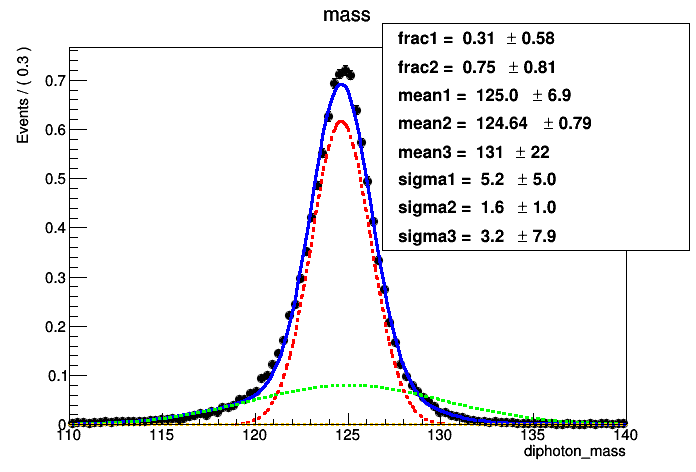 mass
frac1 = 0.31 ± 0.58
frac2 = 0.75 ± 0.81
mean1 = 125.0 ± 6.9
mean2 = 124.64 ± 0.79
mean3 = 131 ± 22
sigma1 = 5.2 ± 5.0
sigma2 = 1.6 ± 1.0
sigma3 = 3.2 ± 7.9
Events / ( 0.3 )
0.7
0.6
0.5
0.4
0.3
0.2
0.1
0
110 115 120 125 130 135 140
diphoton_mass